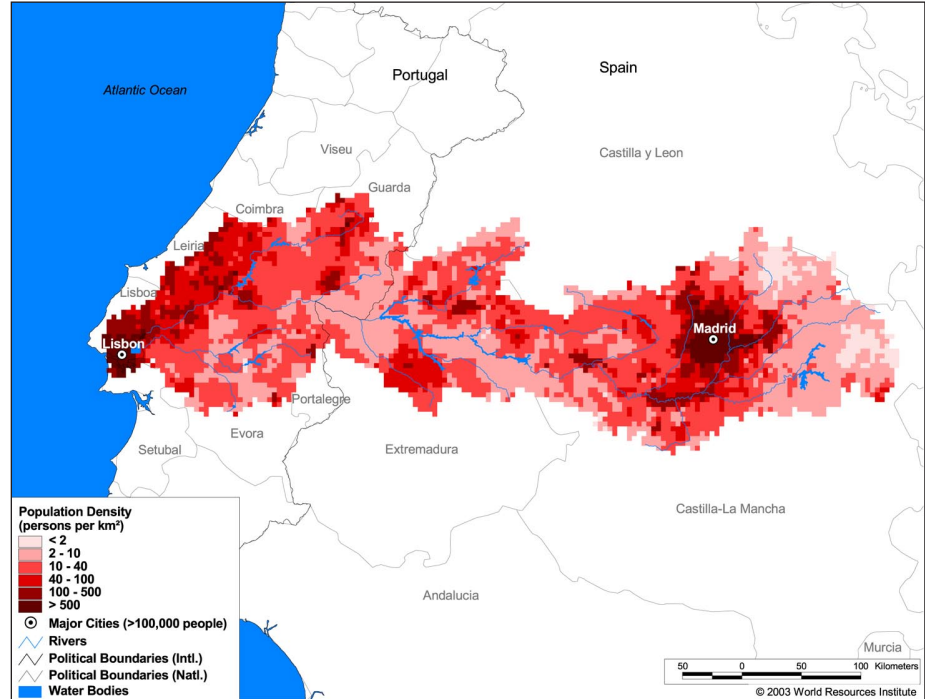 Atlantic Ocean
Portugal
Spain
Viseu
Castilla y Leon
Guarda
Coimbra
Leiria
Lisboa
Lisbon
Madrid
Portalegre
Evora
Setubal
Extremadura
Castilla-La Mancha
Andalucia
Murcia
Population Density
(persons per km²)
< 2
2 - 10
10 - 40
40 - 100
100 - 500
> 500
Major Cities (>100,000 people)
Rivers
Political Boundaries (Intl.)
Political Boundaries (Natl.)
Water Bodies
50 0 50 100 Kilometers
© 2003 World Resources Institute